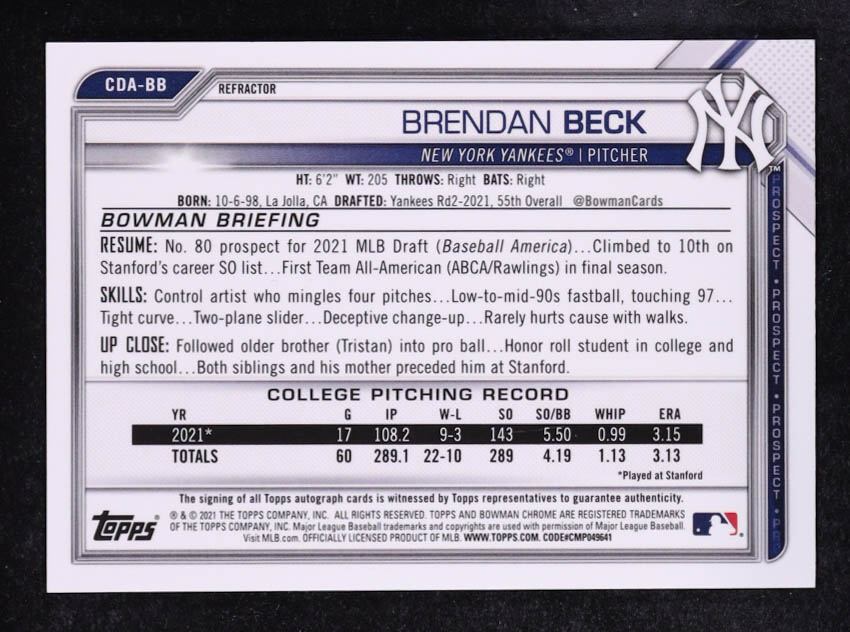 CDA-BB
REFRACTOR
BRENDAN BECK
NY
NEW YORK YANKEES® | PITCHER
TM
HT: 6'2" WT: 205 THROWS: Right BATS: Right
BORN: 10-6-98, La Jolla, CA DRAFTED: Yankees Rd2-2021, 55th Overall @BowmanCards
BOWMAN BRIEFING
RESUME: No. 80 prospect for 2021 MLB Draft (Baseball America)...Climbed to 10th on
Stanford's career SO list...First Team All-American (ABCA/Rawlings) in final season.
SKILLS: Control artist who mingles four pitches...Low-to-mid-90s fastball, touching 97...
Tight curve...Two-plane slider...Deceptive change-up...Rarely hurts cause with walks.
UP CLOSE: Followed older brother (Tristan) into pro ball...Honor roll student in college and
high school...Both siblings and his mother preceded him at Stanford.
COLLEGE PITCHING RECORD
YR G IP W-L SO SO/BB WHIP ERA
2021* 17 108.2 9-3 143 5.50 0.99 3.15
TOTALS 60 289.1 22-10 289 4.19 1.13 3.13
*Played at Stanford
The signing of all Topps autograph cards is witnessed by Topps representatives to guarantee authenticity.
Topps
® & © 2021 THE TOPPS COMPANY, INC. ALL RIGHTS RESERVED. TOPPS AND BOWMAN CHROME ARE REGISTERED TRADEMARKS
OF THE TOPPS COMPANY, INC. Major League Baseball trademarks and copyrights are used with permission of Major League Baseball.
Visit MLB.com. OFFICIALLY LICENSED PRODUCT OF MLB. WWW.TOPPS.COM. CODE#CMP049641
PROSPECT • PROSPECT • PROSPECT • PR